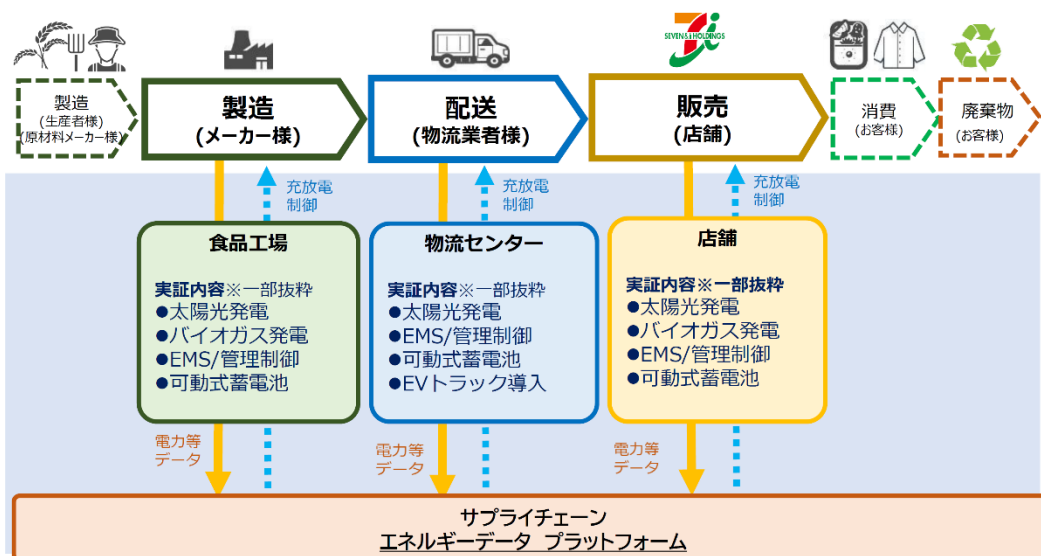 SEVEN&i HOLDINGS
製造
(生産者様)
(原材料メーカー様)
製造
(メーカー様)
配送
(物流業者様)
販売
(店舗)
消費
(お客様)
廃棄物
(お客様)
充放電
制御
充放電
制御
充放電
制御
食品工場
実証内容※一部抜粋
●太陽光発電
●バイオガス発電
●EMS/管理制御
●可動式蓄電池
物流センター
実証内容※一部抜粋
●太陽光発電
●EMS/管理制御
●可動式蓄電池
●EVトラック導入
店舗
実証内容※一部抜粋
●太陽光発電
●バイオガス発電
●EMS/管理制御
●可動式蓄電池
電力等
データ
電力等
データ
電力等
データ
サプライチェーン
エネルギーデータ プラットフォーム